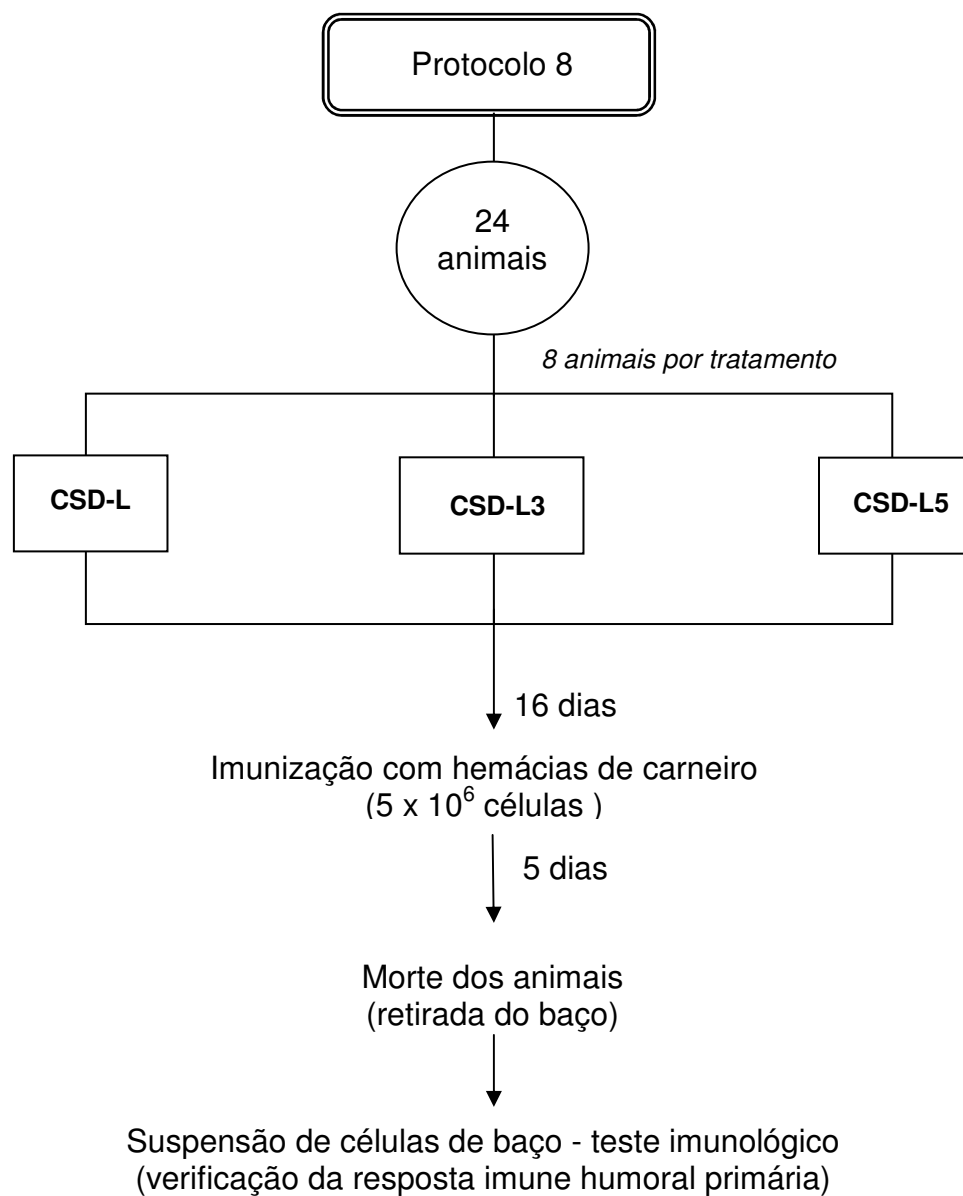 Protocolo 8
24
animais
8 animais por tratamento
CSD-L
CSD-L3
CSD-L5
16 dias
Imunização com hemácias de carneiro
(5 x 10⁶ células )
5 dias
Morte dos animais
(retirada do baço)
Suspensão de células de baço - teste imunológico
(verificação da resposta imune humoral primária)